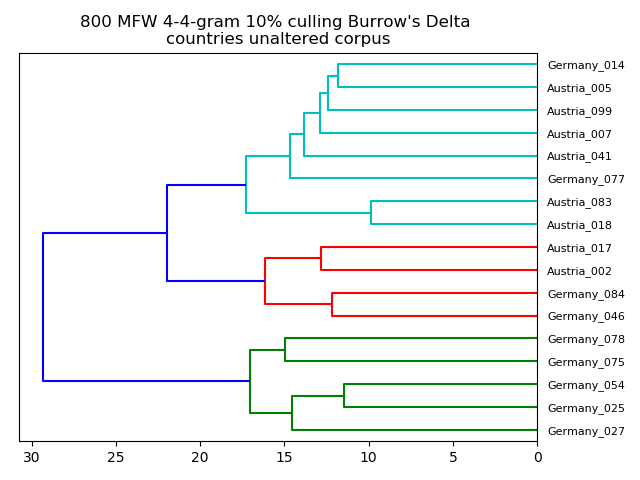 800 MFW 4-4-gram 10% culling Burrow's Delta
countries unaltered corpus
Germany_014
Austria_005
Austria_099
Austria_007
Austria_041
Germany_077
Austria_083
Austria_018
Austria_017
Austria_002
Germany_084
Germany_046
Germany_078
Germany_075
Germany_054
Germany_025
Germany_027
30 25 20 15 10 5 0